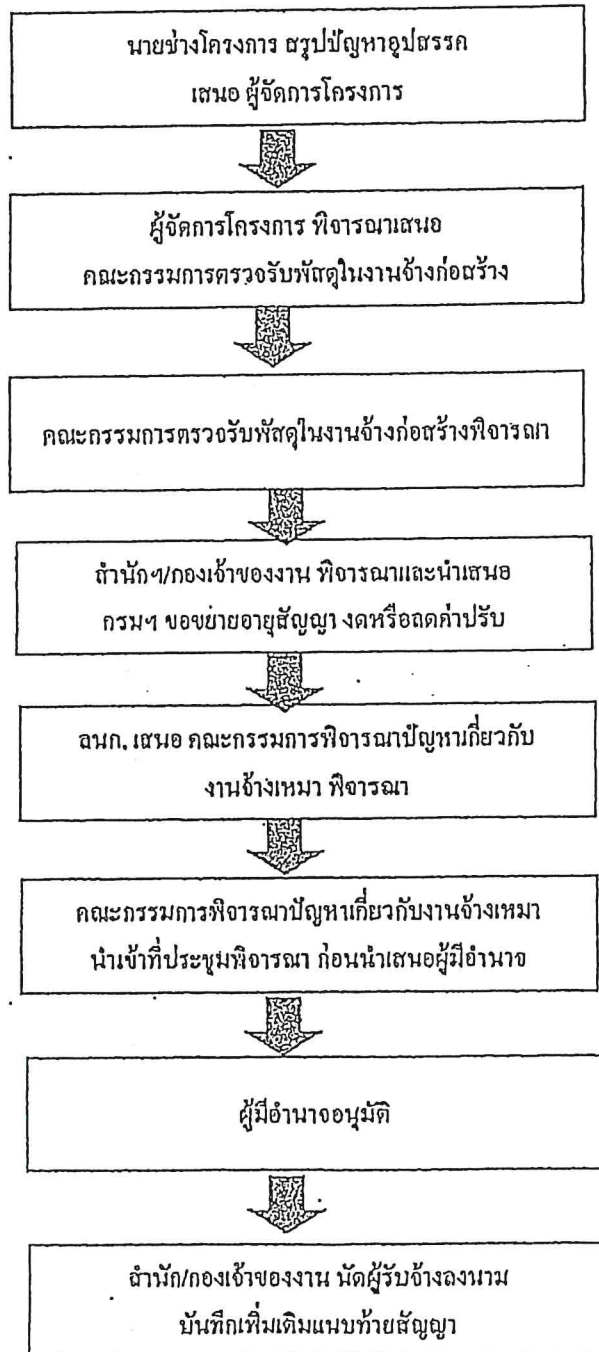 นายช่างโครงการ สรุปปัญหาอุปสรรค
เสนอ ผู้จัดการโครงการ
ผู้จัดการโครงการ พิจารณาเสนอ
คณะกรรมการตรวจรับพัสดุในงานจ้างก่อสร้าง
คณะกรรมการตรวจรับพัสดุในงานจ้างก่อสร้างพิจารณา
สำนักฯ/กองเจ้าของงาน พิจารณาและนำเสนอ
กรมฯ ขอขยายอายุสัญญา งดหรือลดค่าปรับ
ลนก. เสนอ คณะกรรมการพิจารณาปัญหาเกี่ยวกับ
งานจ้างเหมา พิจารณา
คณะกรรมการพิจารณาปัญหาเกี่ยวกับงานจ้างเหมา
นำเข้าที่ประชุมพิจารณา ก่อนนำเสนอผู้มีอำนาจ
ผู้มีอำนาจอนุมัติ
สำนัก/กองเจ้าของงาน นัดผู้รับจ้างลงนาม
บันทึกเพิ่มเติมแนบท้ายสัญญา